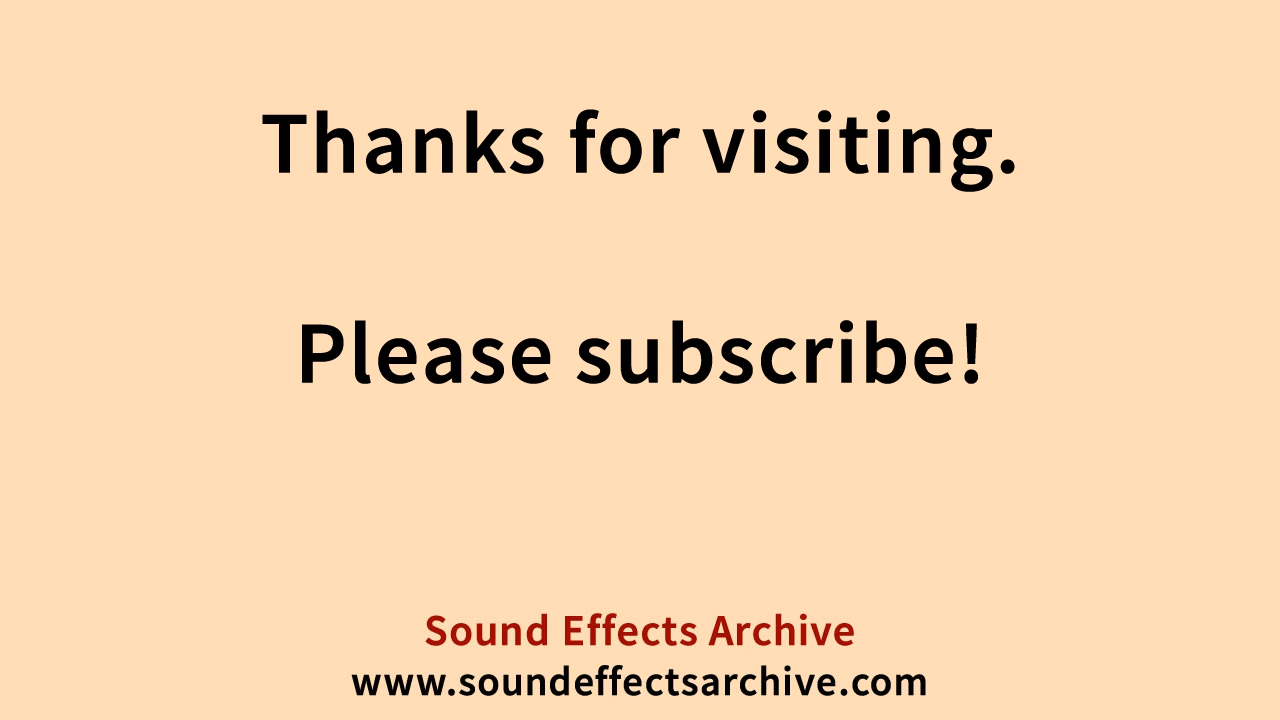 Thanks for visiting.
Please subscribe!
Sound Effects Archive
www.soundeffectsarchive.com